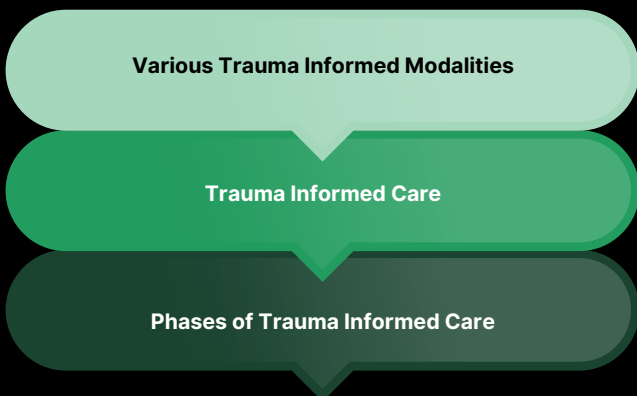 Various Trauma Informed Modalities
Trauma Informed Care
Phases of Trauma Informed Care